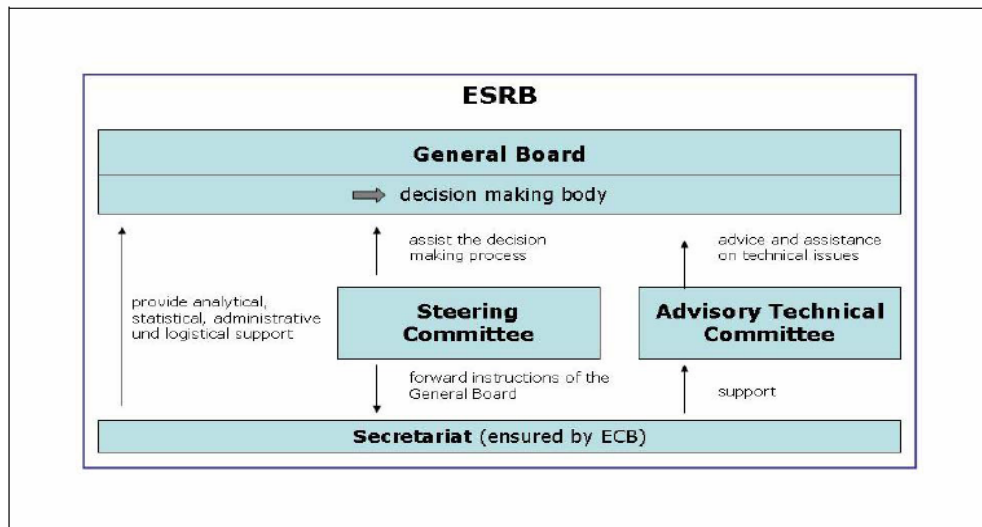 ESRB
General Board
decision making body
assist the decision
making process
advice and assistance
on technical issues
provide analytical,
statistical, administrative
und logistical support
Steering
Committee
Advisory Technical
Committee
forward instructions of the
General Board
support
Secretariat (ensured by ECB)